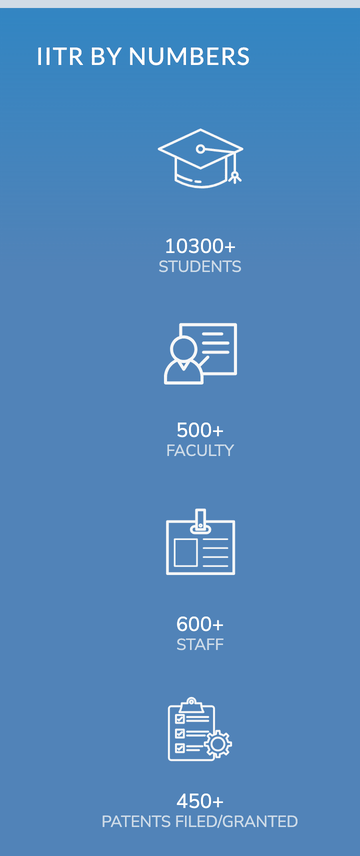 IITR BY NUMBERS
10300+
STUDENTS
500+
FACULTY
600+
STAFF
450+
PATENTS FILED/GRANTED